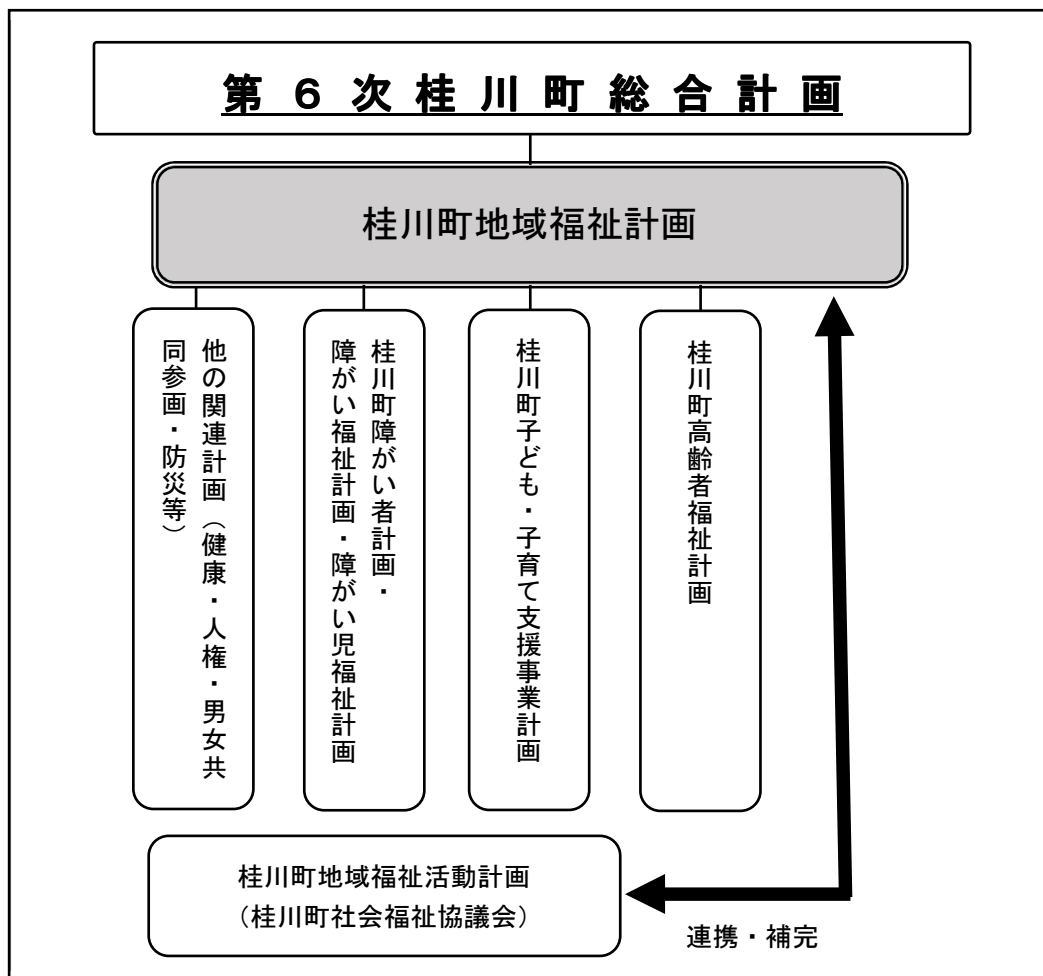 第６次桂川町総合計画
桂川町地域福祉計画
桂川町高齢者福祉計画
桂川町子ども・子育て支援事業計画
桂川町障がい者計画・
障がい福祉計画・障がい児福祉計画
他の関連計画（健康・人権・男女共
同参画・防災等）
桂川町地域福祉活動計画
（桂川町社会福祉協議会）
連携・補完